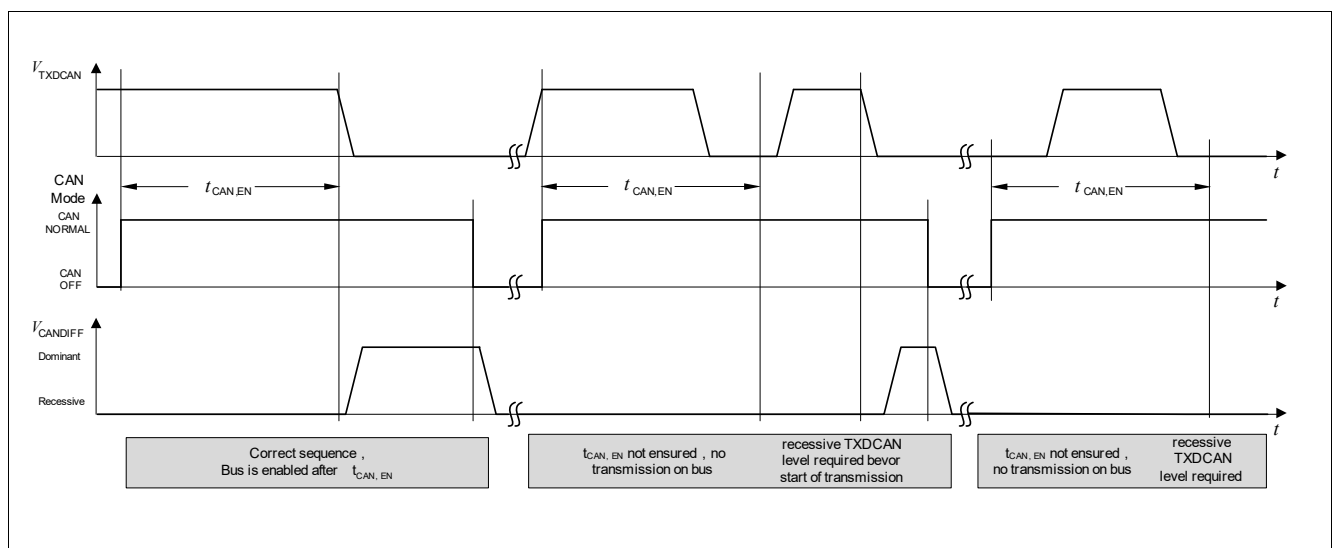 VTXDCAN
t
tCAN,EN
tCAN,EN
tCAN,EN
CAN
Mode
CAN
NORMAL
CAN
OFF
t
VCANDIFF
Dominant
Recessive
t
Correct sequence ,
Bus is enabled after tCAN, EN
tCAN, EN not ensured , no
transmission on bus
recessive TXDCAN
level required bevor
start of transmission
tCAN, EN not ensured ,
no transmission on bus
recessive
TXDCAN
level required